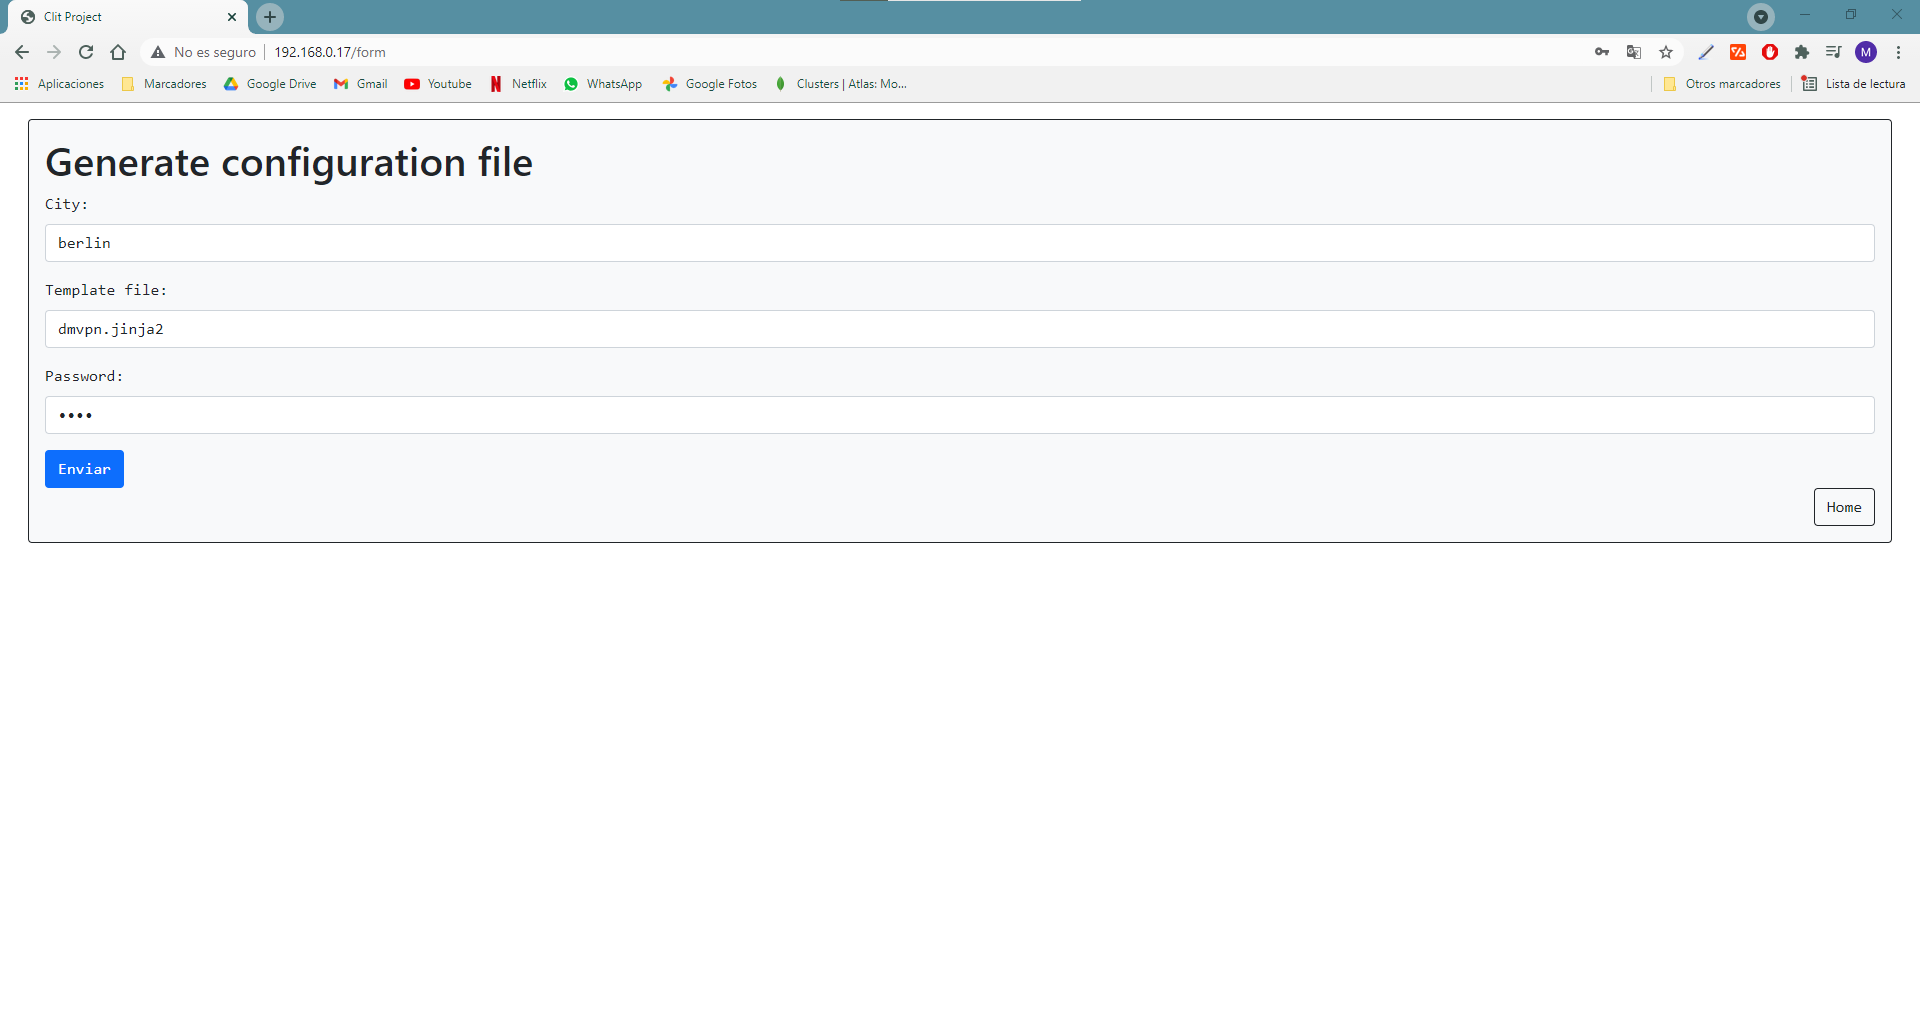 Clit Project
No es seguro 192.168.0.17/form
M
Aplicaciones Marcadores Google Drive Gmail Youtube Netflix WhatsApp Google Fotos Clusters | Atlas: Mo... Otros marcadores Lista de lectura
Generate configuration file
City:
berlin
Template file:
dmvpn.jinja2
Password:
••••
Enviar
Home